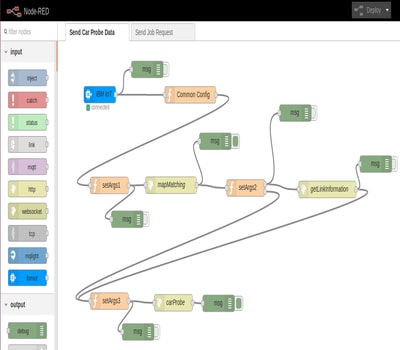 Node-RED
Deploy
filter nodes
Send Car Probe Data
Send Job Request
input
inject
catch
status
link
mqtt
http
websocket
tcp
mqlight
output
debug
msg
IBM IoT
connected
Common Config
msg
msg
setArgs1
mapMatching
setArgs2
getLinkInformation
msg
msg
setArgs3
carProbe
msg
msg